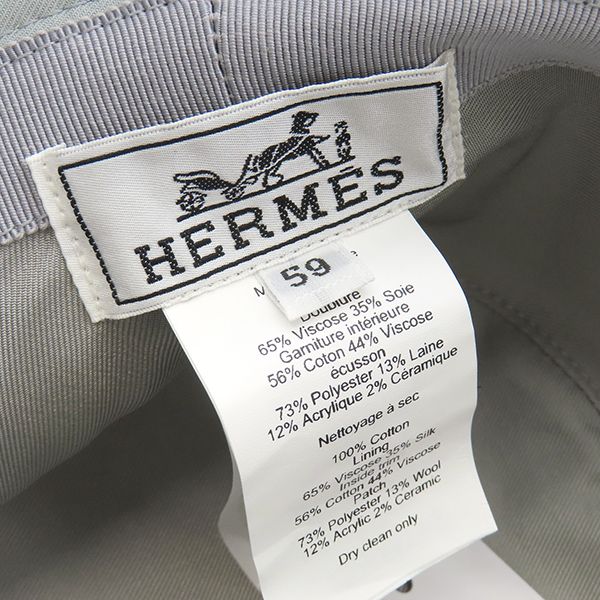 HERMÈS
59
Doublure
65% Viscose 35% Soie
Garniture intérieure
56% Coton 44% Viscose
écusson
73% Polyester 13% Laine
12% Acrylique 2% Céramique
Nettoyage à sec
100% Cotton
Lining
65% Viscose 35% Silk
Inside trim
56% Cotton 44% Viscose
Patch
73% Polyester 13% Wool
12% Acrylic 2% Ceramic
Dry clean only